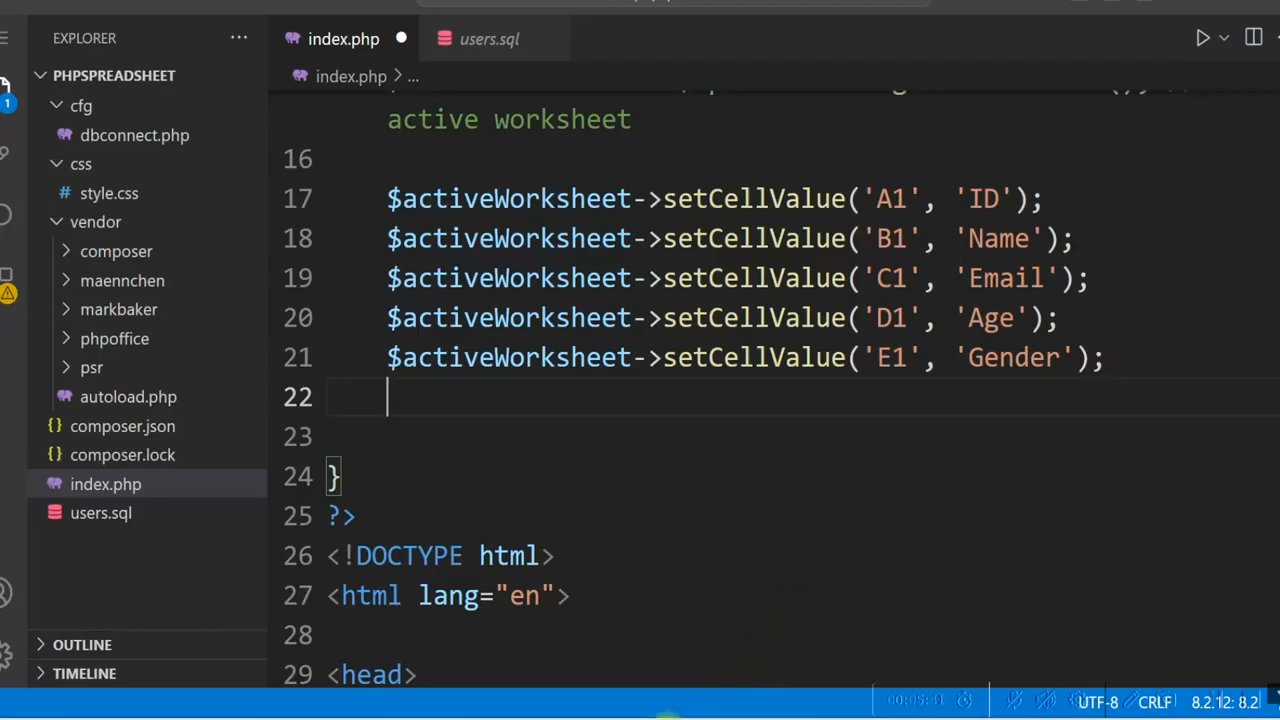 EXPLORER
index.php
users.sql
PHPSPREADSHEET
index.php > ...
cfg
dbconnect.php
css
# style.css
vendor
composer
maennchen
markbaker
phpoffice
psr
autoload.php
{} composer.json
{} composer.lock
index.php
users.sql
OUTLINE
TIMELINE
active worksheet
16
17 $activeWorksheet->setCellValue('A1', 'ID');
18 $activeWorksheet->setCellValue('B1', 'Name');
19 $activeWorksheet->setCellValue('C1', 'Email');
20 $activeWorksheet->setCellValue('D1', 'Age');
21 $activeWorksheet->setCellValue('E1', 'Gender');
22
23
24 }
25 ?>
26 <!DOCTYPE html>
27 <html lang="en">
28
29 <head>
1
UTF-8 CRLF 8.2.12: 8.2